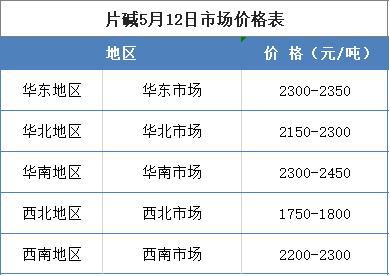 片碱5月12日市场价格表
地区 价 格（元/吨）
华东地区 华东市场 2300-2350
华北地区 华北市场 2150-2300
华南地区 华南市场 2300-2450
西北地区 西北市场 1750-1800
西南地区 西南市场 2200-2300